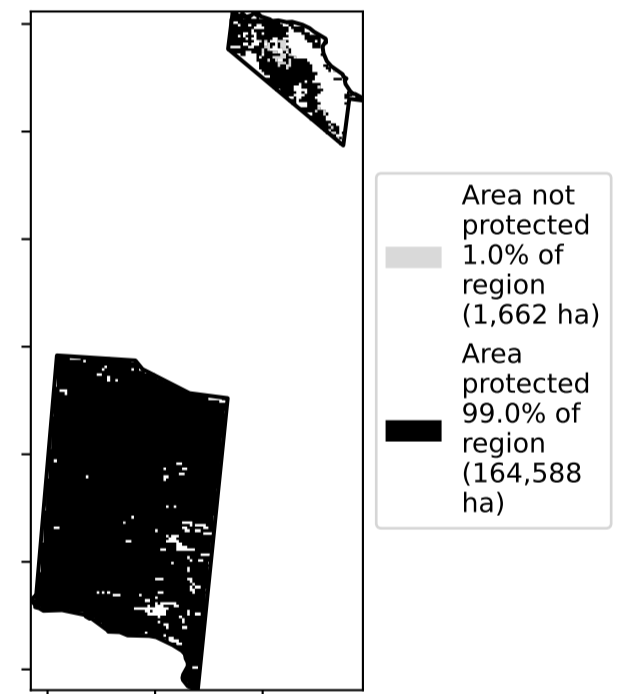 Area not
protected
1.0% of
region
(1,662 ha)
Area
protected
99.0% of
region
(164,588
ha)